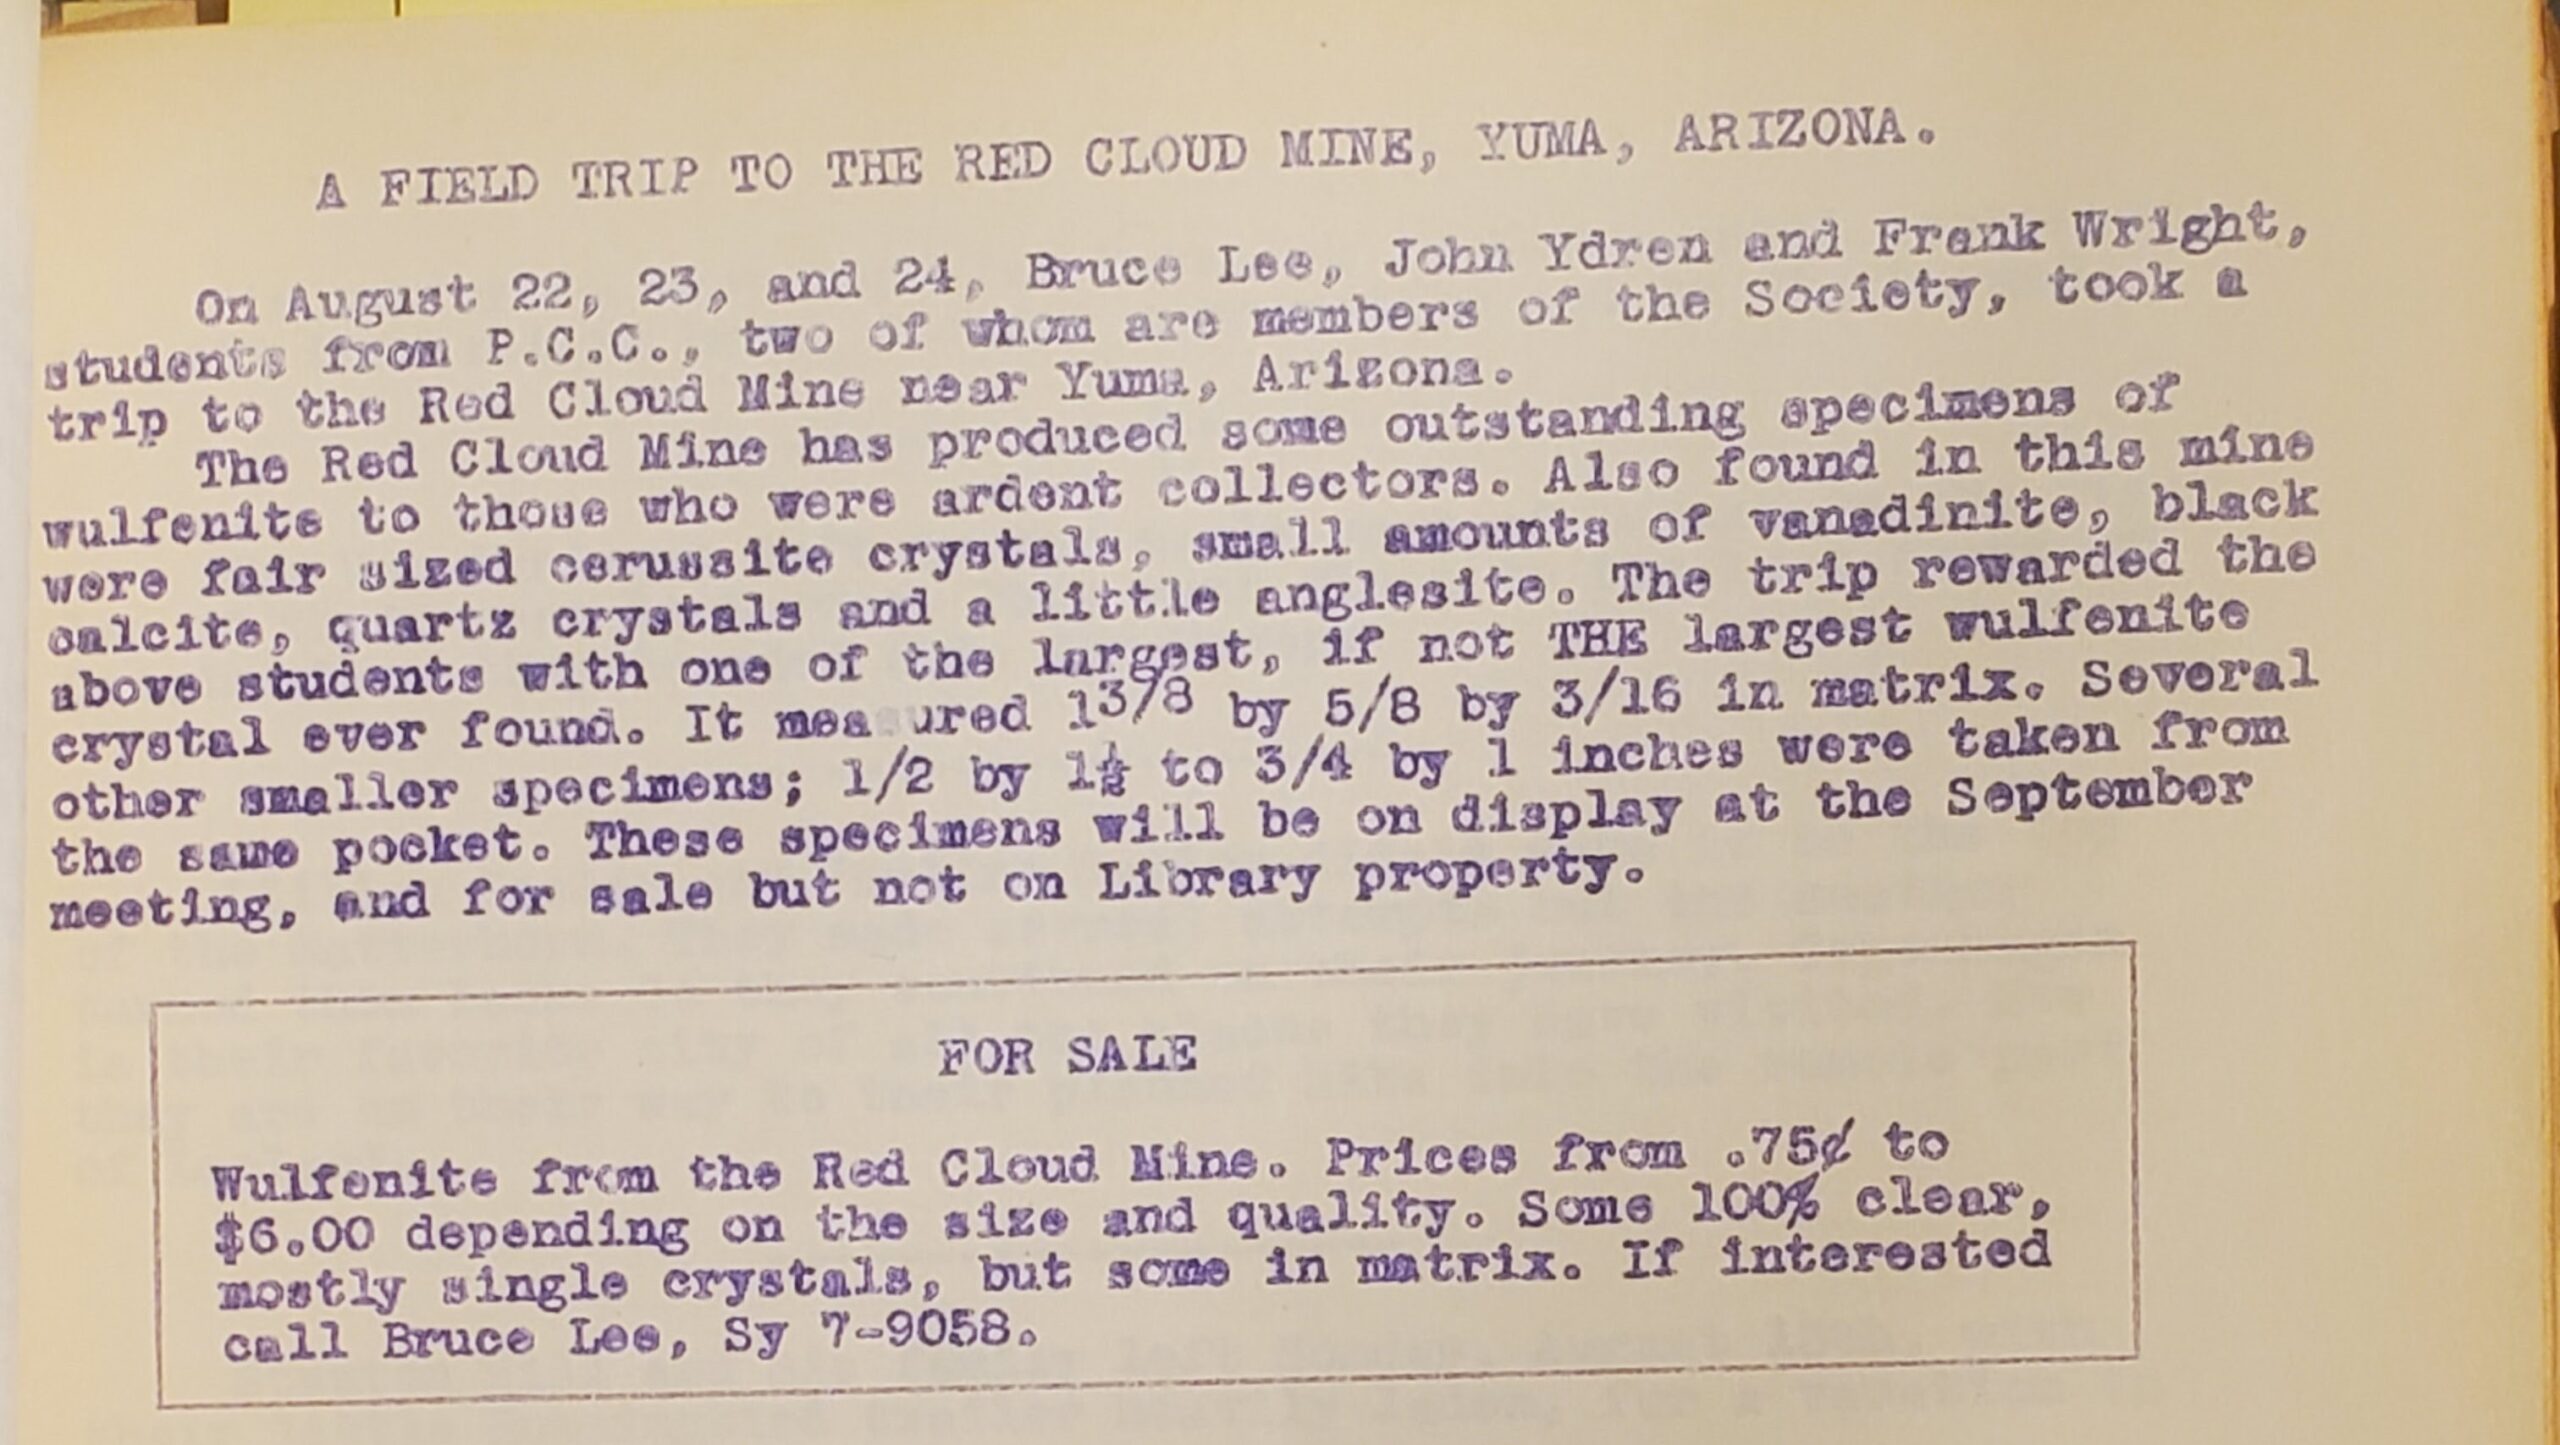 A FIELD TRIP TO THE RED CLOUD MINE, YUMA, ARIZONA.
On August 22, 23, and 24, Bruce Lee, John Ydren and Frank Wright,
students from P.C.C., two of whom are members of the Society, took a
trip to the Red Cloud Mine near Yuma, Arizona.
The Red Cloud Mine has produced some outstanding specimens of
wulfenite to those who were ardent collectors. Also found in this mine
were fair sized cerussite crystals, small amounts of vanadinite, black
calcite, quartz crystals and a little anglesite. The trip rewarded the
above students with one of the largest, if not THE largest wulfenite
crystal ever found. It measured 1 3/8 by 5/8 by 3/16 in matrix. Several
other smaller specimens; 1/2 by 1½ to 3/4 by 1 inches were taken from
the same pocket. These specimens will be on display at the September
meeting, and for sale but not on Library property.
FOR SALE
Wulfenite from the Red Cloud Mine. Prices from .75¢ to
$6.00 depending on the size and quality. Some 100% clear,
mostly single crystals, but some in matrix. If interested
call Bruce Lee, Sy 7-9058.